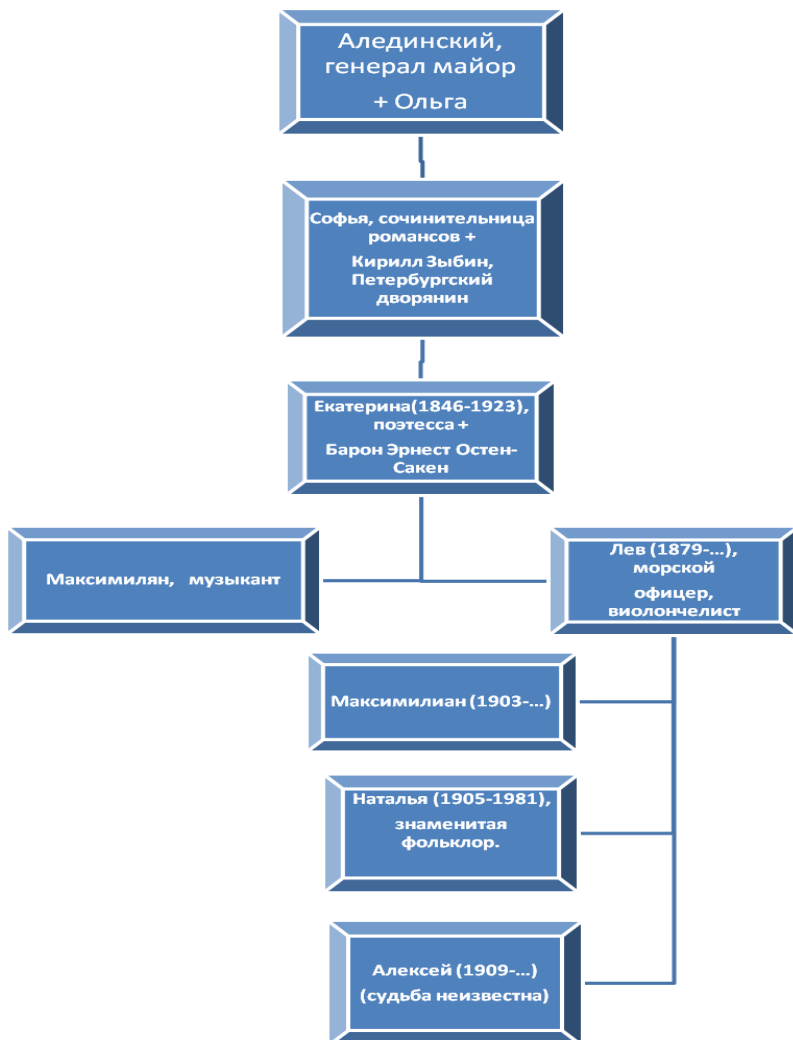 Алединский,
генерал майор
+ Ольга
Софья, сочинительница
романсов +
Кирилл Зыбин,
Петербургский
дворянин
Екатерина(1846-1923),
поэтесса +
Барон Эрнест Остен-
Сакен
Максимилян, музыкант
Лев (1879-...),
морской
офицер,
виолончелист
Максимилиан (1903-...)
Наталья (1905-1981),
знаменитая
фольклор.
Алексей (1909-...)
(судьба неизвестна)